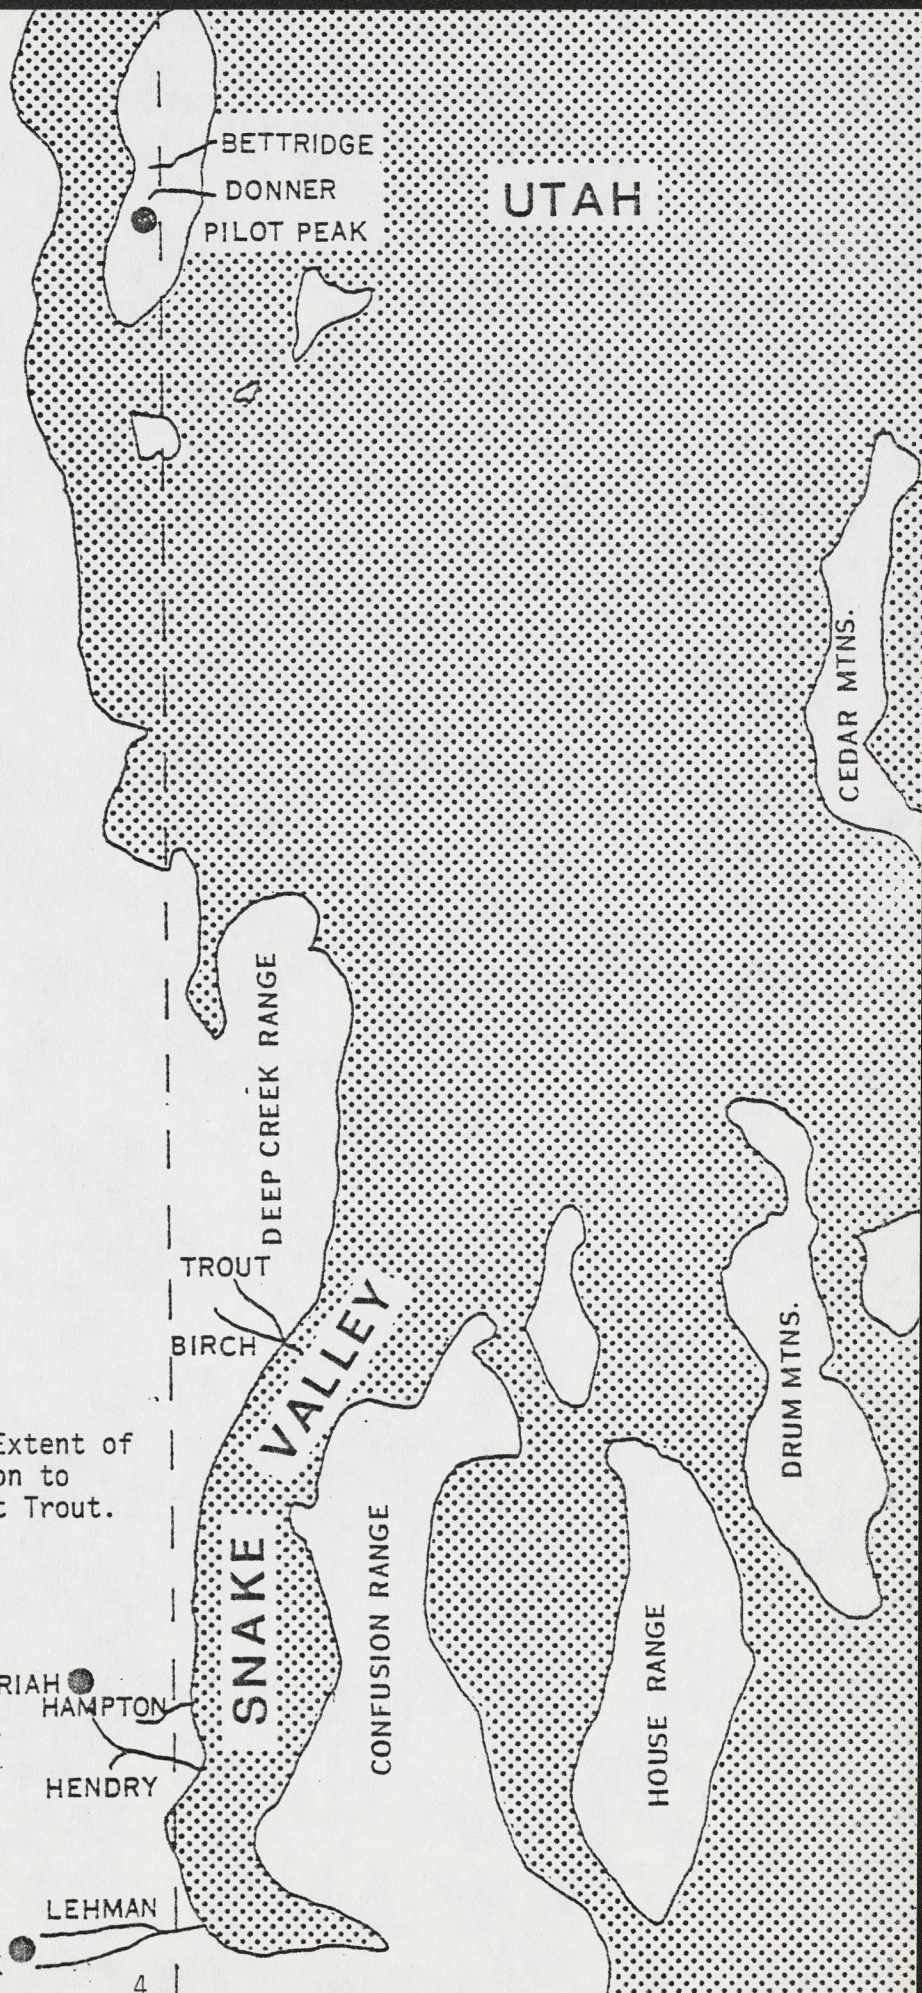 BETTRIDGE
DONNER
PILOT PEAK
UTAH
CEDAR MTNS.
DEEP CREEK RANGE
TROUT
BIRCH
SNAKE VALLEY
DRUM MTNS.
Extent of
on to
t Trout.
CONFUSION RANGE
HOUSE RANGE
RIAH
HAMPTON
HENDRY
LEHMAN
4